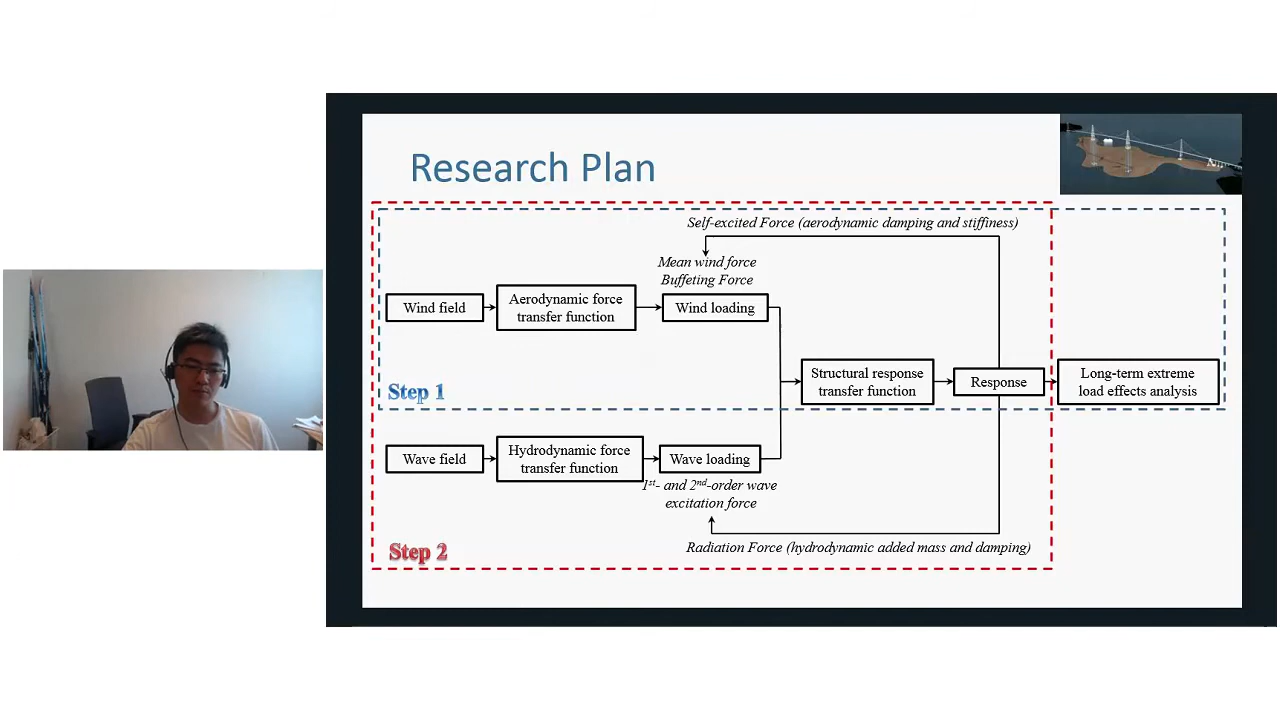 Research Plan
Self-excited Force (aerodynamic damping and stiffiness)
Mean wind force
Buffeting Force
Wind field
Aerodynamic force
transfer function
Wind loading
Step 1
Structural response
transfer function
Response
Long-term extreme
load effects analysis
Wave field
Hydrodynamic force
transfer function
Wave loading
1st- and 2nd-order wave
excitation force
Step 2
Radiation Force (hydrodynamic added mass and damping)